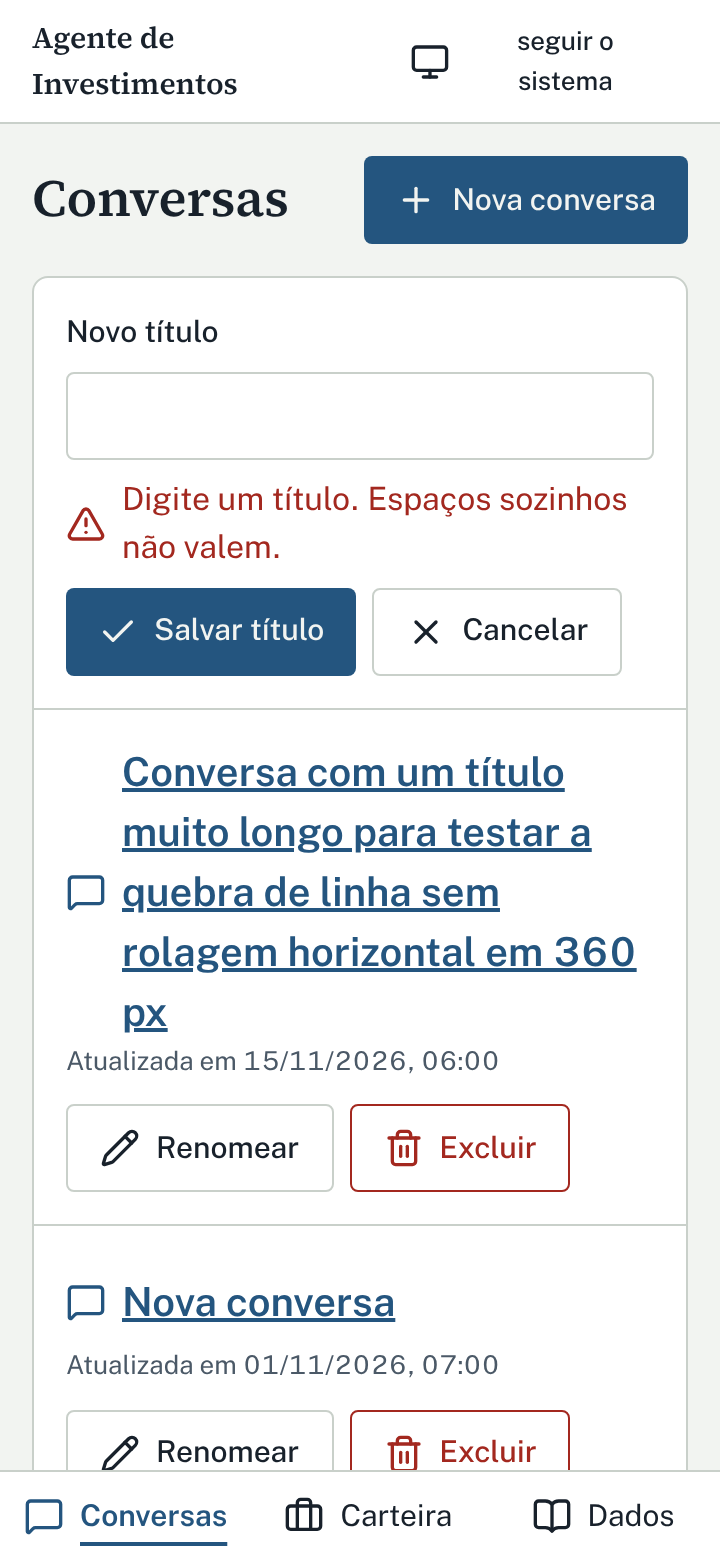 Agente de
Investimentos
seguir o
sistema
Conversas
Nova conversa
Novo título
Digite um título. Espaços sozinhos
não valem.
Salvar título
Cancelar
Conversa com um título
muito longo para testar a
quebra de linha sem
rolagem horizontal em 360
px
Atualizada em 15/11/2026, 06:00
Renomear
Excluir
Nova conversa
Atualizada em 01/11/2026, 07:00
Renomear
Excluir
Conversas
Carteira
Dados